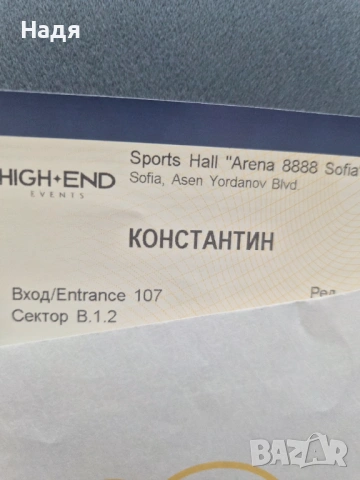 Надя
Sports Hall "Arena 8888 Sofia"
Sofia, Asen Yordanov Blvd
HIGH+END
EVENTS
КОНСТАНТИН
Вход/Entrance 107
Сектор B.1.2
BAZAR
bg